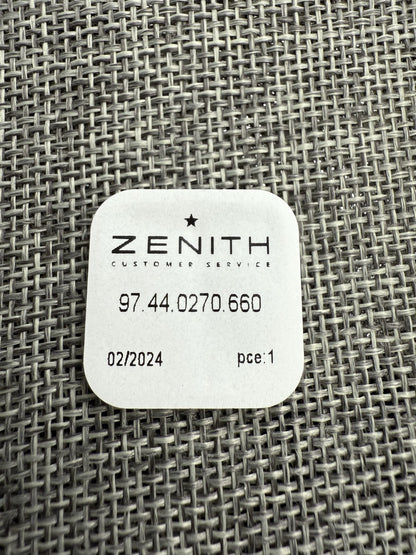 ZENITH
CUSTOMER SERVICE
97.44.0270.660
02/2024 pce:1